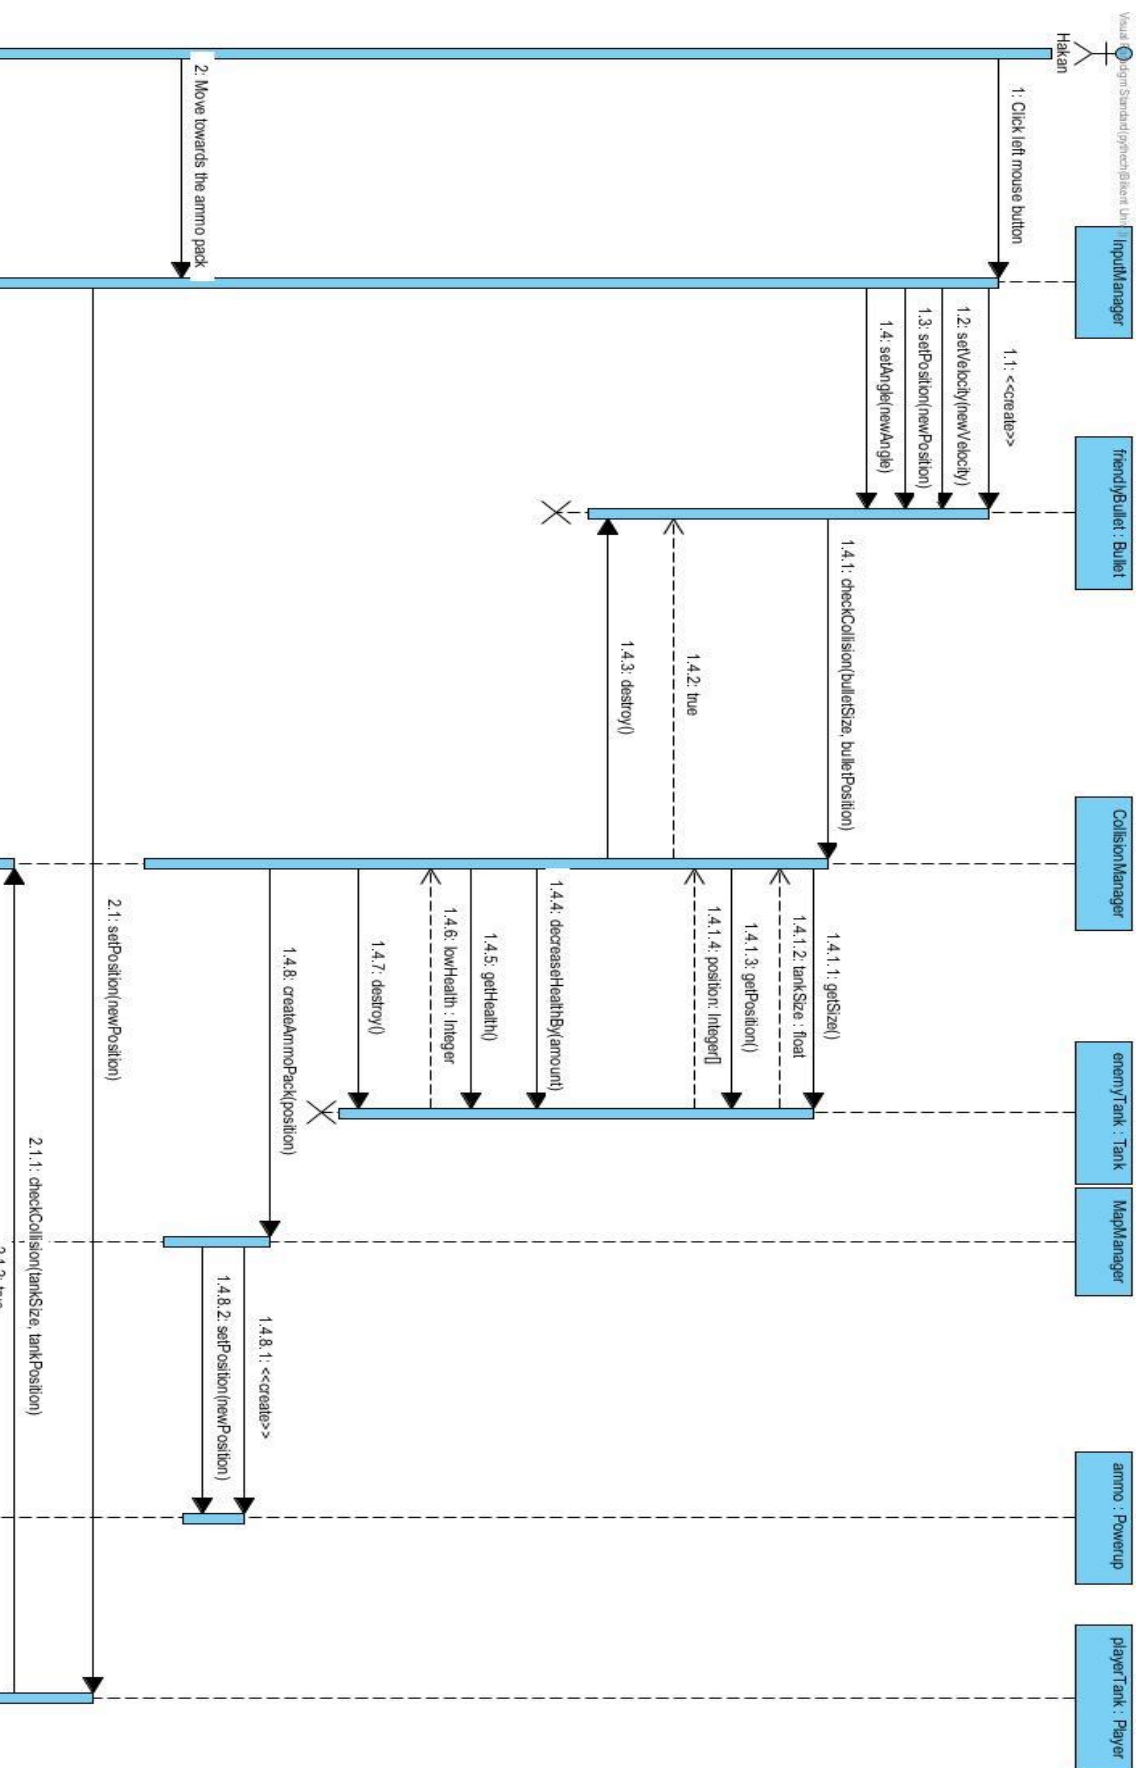 Hakan
InputManager
friendlyBullet : Bullet
CollisionManager
enemyTank : Tank
MapManager
ammo : Powerup
playerTank : Player
1: Click left mouse button
1.1: <<create>>
1.2: setVelocity(newVelocity)
1.3: setPosition(newPosition)
1.4: setAngle(newAngle)
1.4.1: checkCollision(bulletSize, bulletPosition)
1.4.1.1: getSize()
1.4.1.2: tankSize : float
1.4.1.3: getPosition()
1.4.1.4: position: Integer[]
1.4.2: true
1.4.3: destroy()
1.4.4: decreaseHealthBy(amount)
1.4.5: getHealth()
1.4.6: lowHealth : Integer
1.4.7: destroy()
1.4.8: createAmmoPack(position)
1.4.8.1: <<create>>
1.4.8.2: setPosition(newPosition)
2: Move towards the ammo pack
2.1: setPosition(newPosition)
2.1.1: checkCollision(tankSize, tankPosition)